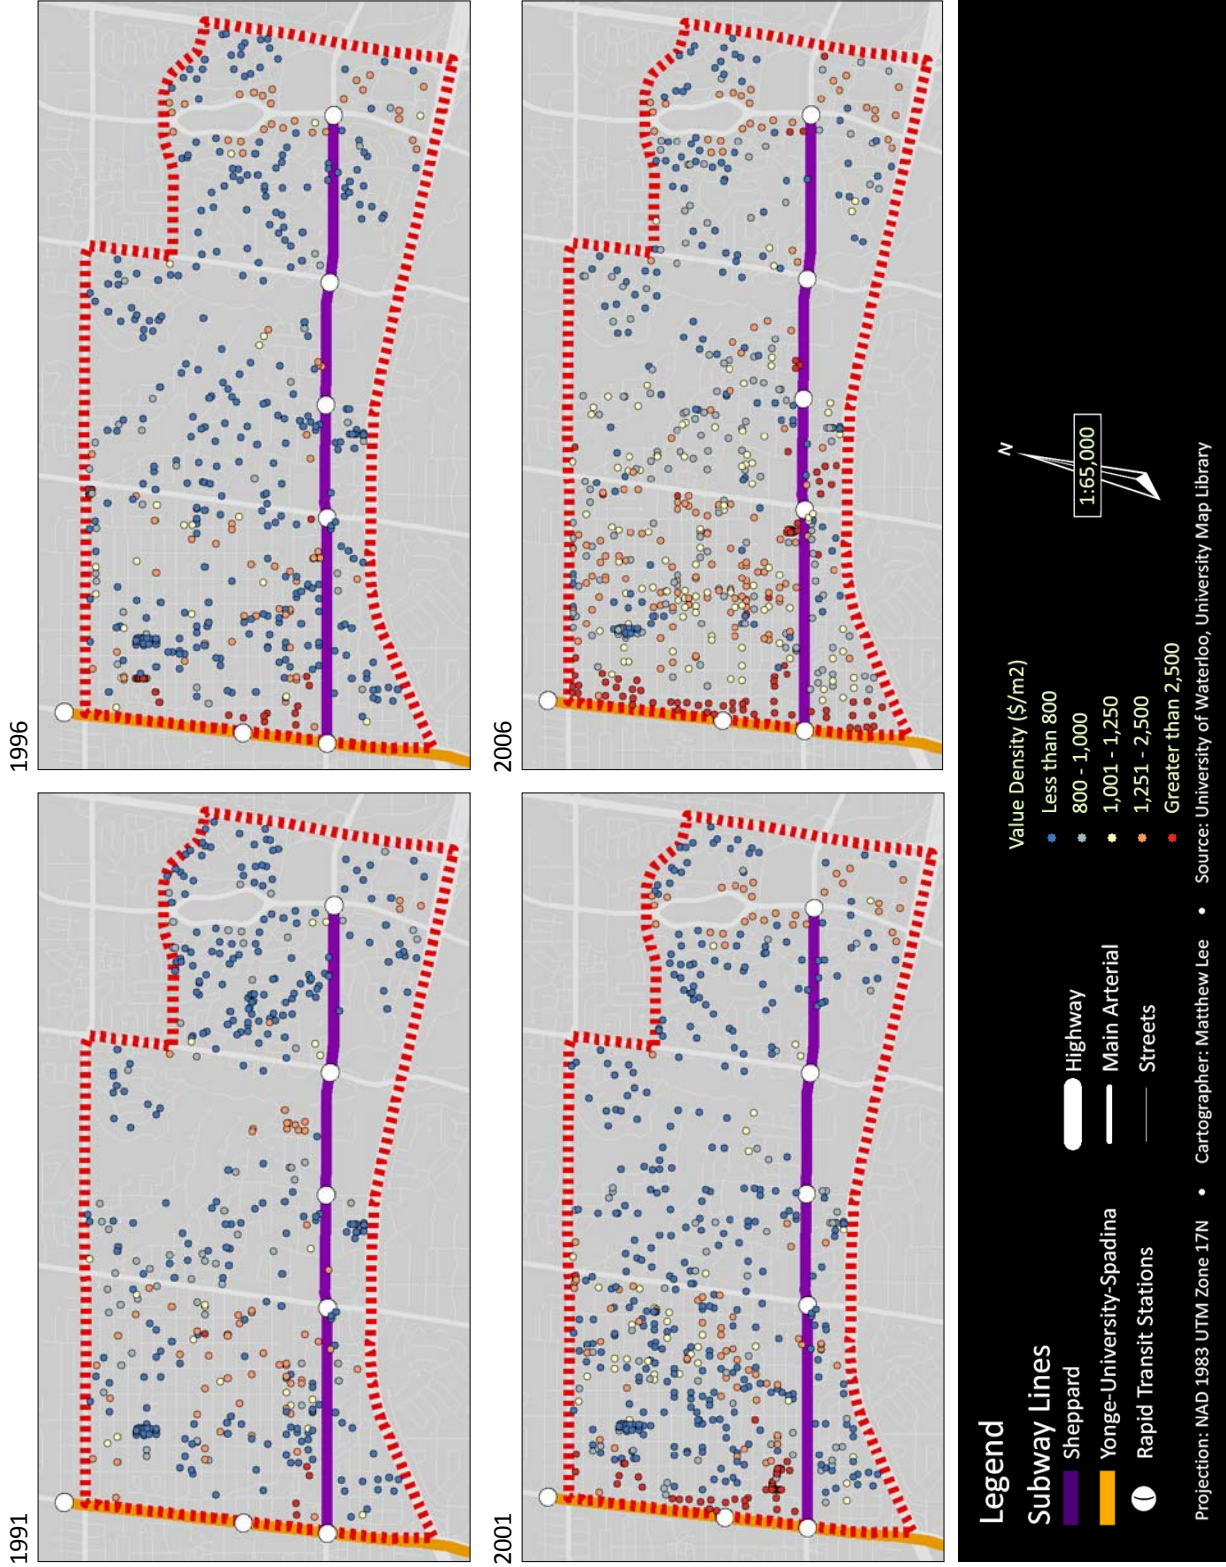 1991
1996
2001
2006
Legend
Subway Lines
Sheppard
Yonge-University-Spadina
Rapid Transit Stations
Highway
Main Arterial
Streets
Value Density ($/m2)
Less than 800
800 - 1,000
1,001 - 1,250
1,251 - 2,500
Greater than 2,500
N
1:65,000
Projection: NAD 1983 UTM Zone 17N • Cartographer: Matthew Lee • Source: University of Waterloo, University Map Library